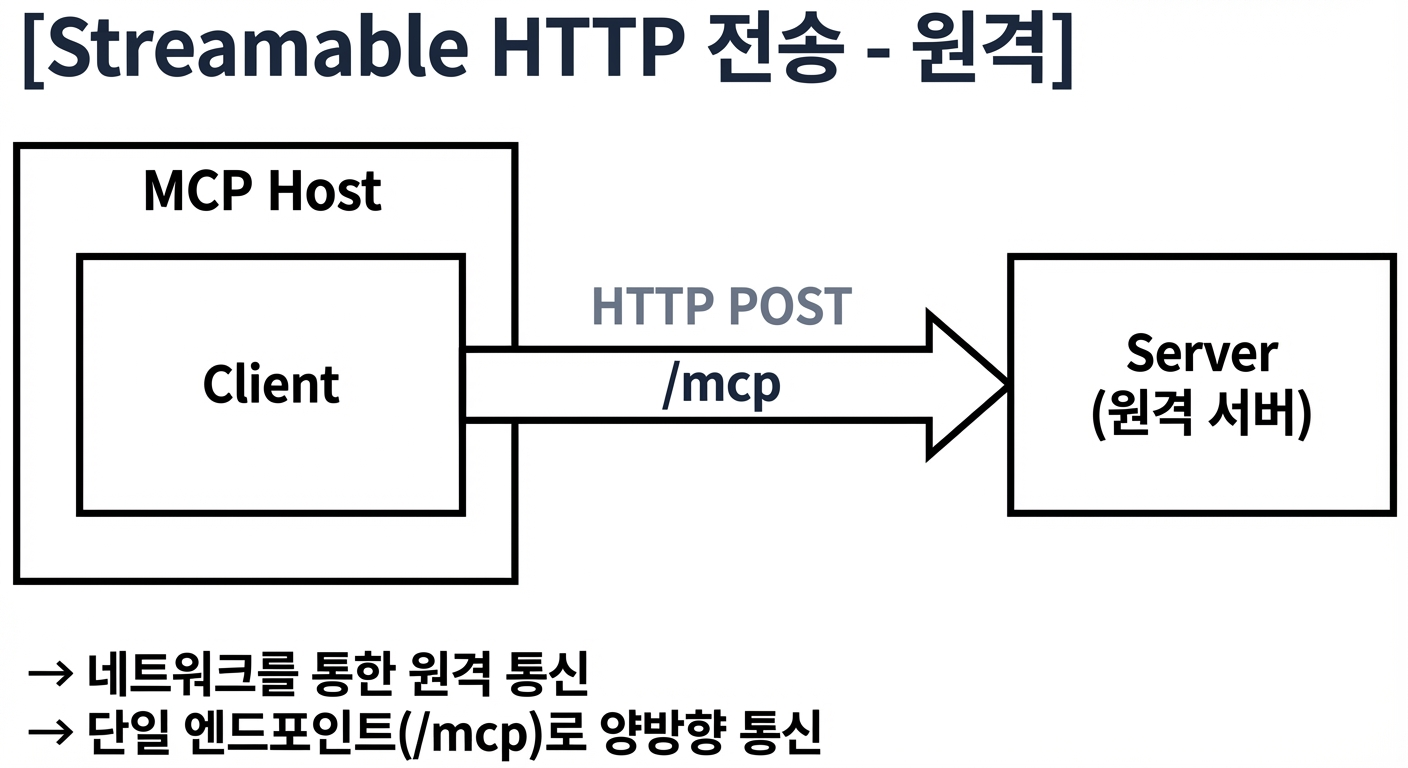 [Streamable HTTP 전송 - 원격]
MCP Host
Client
HTTP POST
/mcp
Server
(원격 서버)
→ 네트워크를 통한 원격 통신
→ 단일 엔드포인트(/mcp)로 양방향 통신